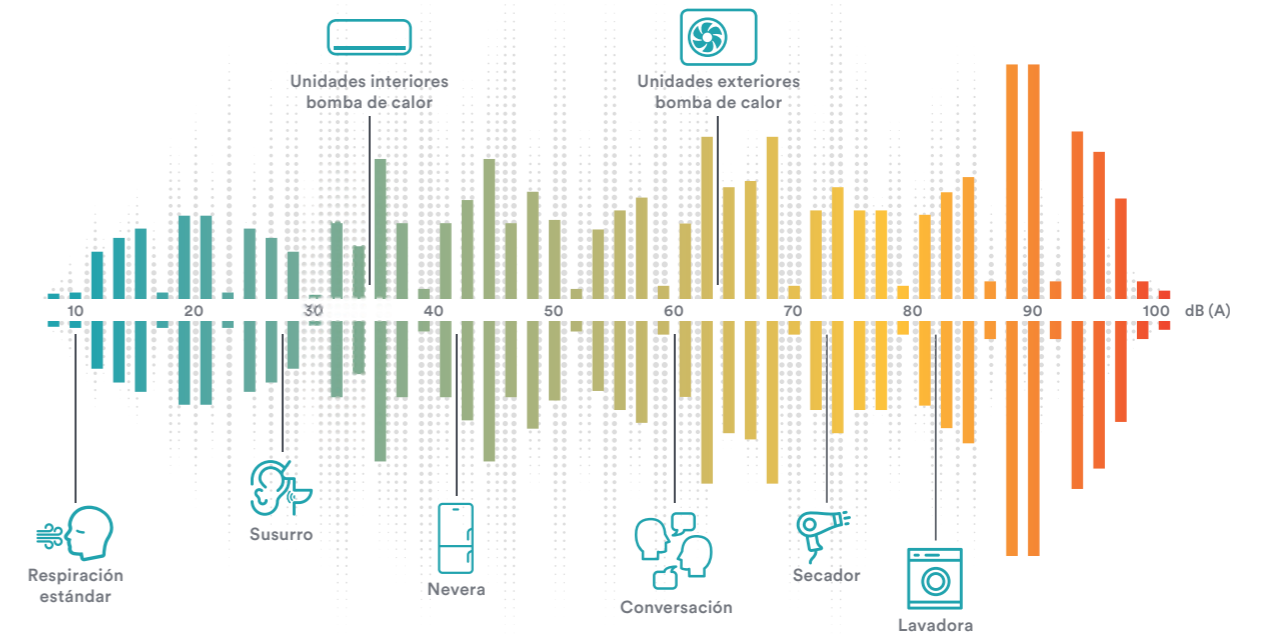 Unidades interiores
bomba de calor
Unidades exteriores
bomba de calor
10 20 30 40 50 60 70 80 90 100 dB (A)
Respiración
estándar
Susurro
Nevera
Conversación
Secador
Lavadora